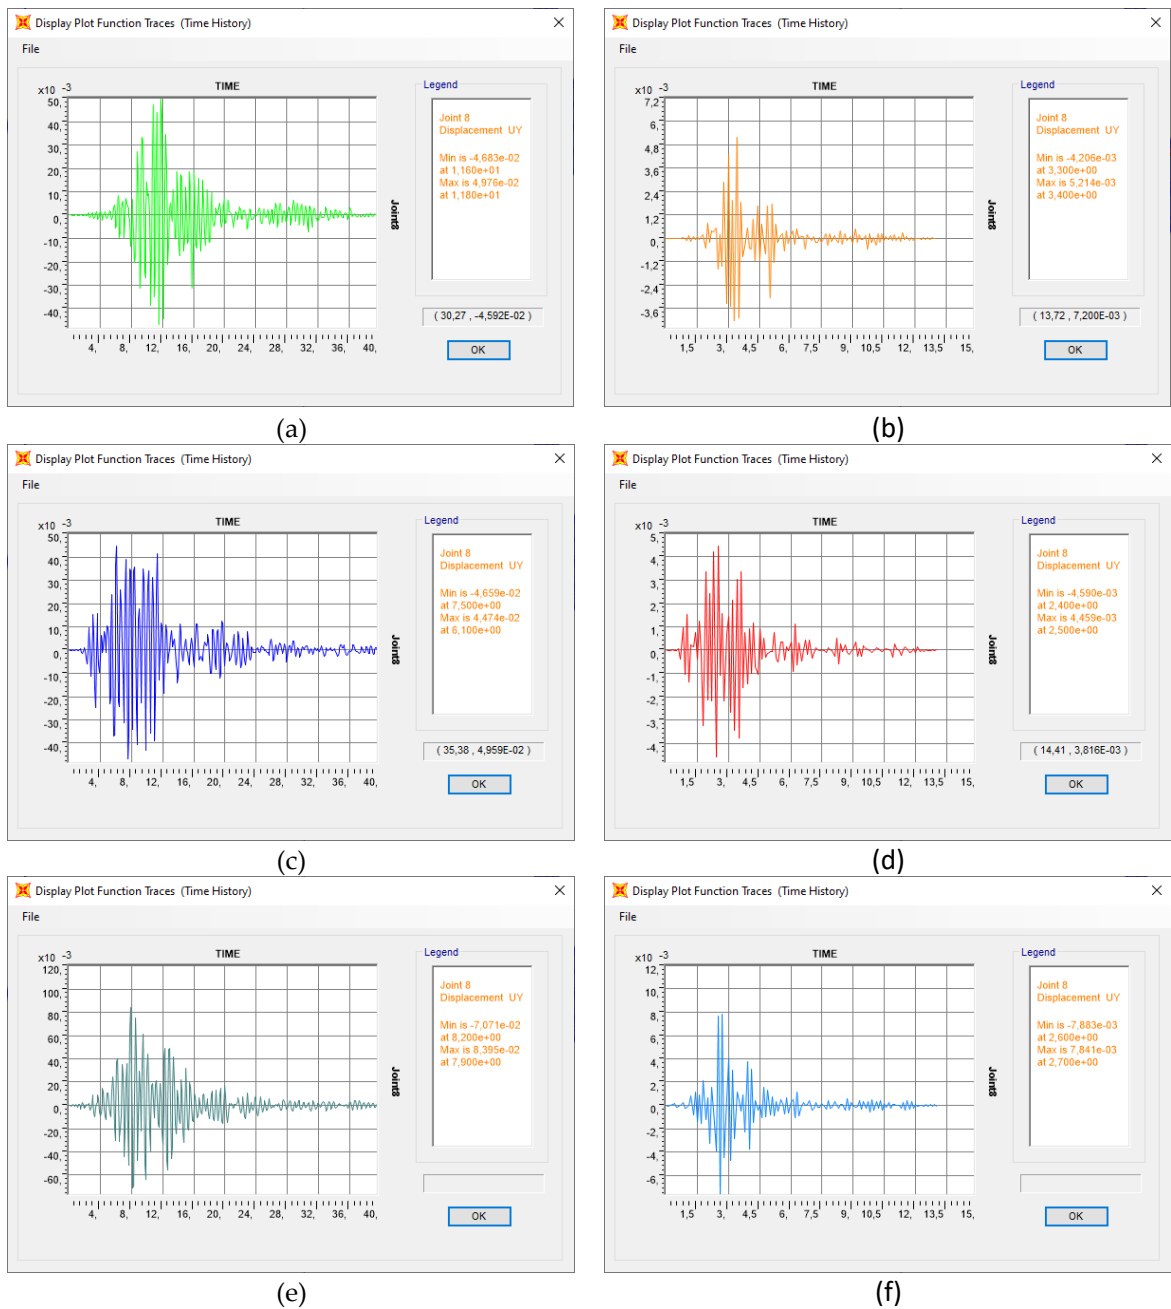 Display Plot Function Traces (Time History)
File
TIME
x10 -3
50,
40,
30,
20,
10,
0,
-10,
-20,
-30,
-40,
4, 8, 12, 16, 20, 24, 28, 32, 36, 40,
Joint8
Legend
Joint 8
Displacement UY
Min is -4,683e-02
at 1,160e+01
Max is 4,976e-02
at 1,180e+01
( 30,27 , -4,592E-02 )
OK
(a)
Display Plot Function Traces (Time History)
File
TIME
x10 -3
7,2
6,
4,8
3,6
2,4
1,2
0,
-1,2
-2,4
-3,6
1,5 3, 4,5 6, 7,5 9, 10,5 12, 13,5 15,
Joint8
Legend
Joint 8
Displacement UY
Min is -4,206e-03
at 3,300e+00
Max is 5,214e-03
at 3,400e+00
( 13,72 , 7,200E-03 )
OK
(b)
Display Plot Function Traces (Time History)
File
TIME
x10 -3
50,
40,
30,
20,
10,
0,
-10,
-20,
-30,
-40,
4, 8, 12, 16, 20, 24, 28, 32, 36, 40,
Joint8
Legend
Joint 8
Displacement UY
Min is -4,659e-02
at 7,500e+00
Max is 4,474e-02
at 6,100e+00
( 35,38 , 4,959E-02 )
OK
(c)
Display Plot Function Traces (Time History)
File
TIME
x10 -3
5,
4,
3,
2,
1,
0,
-1,
-2,
-3,
-4,
1,5 3, 4,5 6, 7,5 9, 10,5 12, 13,5 15,
Joint8
Legend
Joint 8
Displacement UY
Min is -4,590e-03
at 2,400e+00
Max is 4,459e-03
at 2,500e+00
( 14,41 , 3,816E-03 )
OK
(d)
Display Plot Function Traces (Time History)
File
TIME
x10 -3
120,
100,
80,
60,
40,
20,
0,
-20,
-40,
-60,
4, 8, 12, 16, 20, 24, 28, 32, 36, 40,
Joint8
Legend
Joint 8
Displacement UY
Min is -7,071e-02
at 8,200e+00
Max is 8,395e-02
at 7,900e+00
OK
(e)
Display Plot Function Traces (Time History)
File
TIME
x10 -3
12,
10,
8,
6,
4,
2,
0,
-2,
-4,
-6,
1,5 3, 4,5 6, 7,5 9, 10,5 12, 13,5 15,
Joint8
Legend
Joint 8
Displacement UY
Min is -7,883e-03
at 2,600e+00
Max is 7,841e-03
at 2,700e+00
OK
(f)